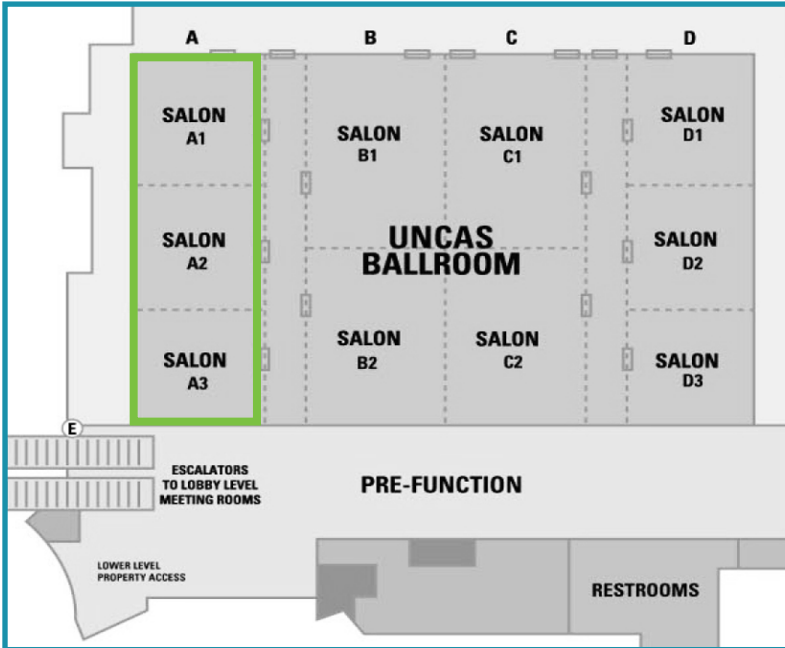 A
B
C
D
SALON
A1
SALON
B1
SALON
C1
SALON
D1
SALON
A2
UNCAS
BALLROOM
SALON
D2
SALON
A3
SALON
B2
SALON
C2
SALON
D3
E
ESCALATORS
TO LOBBY LEVEL
MEETING ROOMS
PRE-FUNCTION
LOWER LEVEL
PROPERTY ACCESS
RESTROOMS